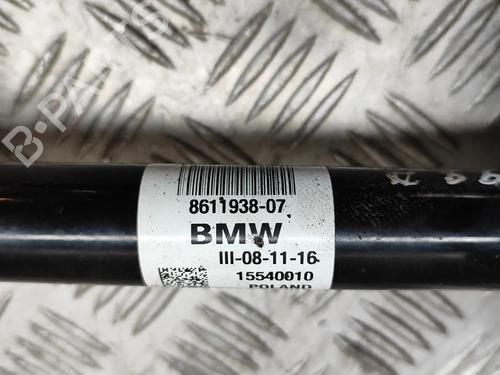 B-PARTS
8611938-07
BMW
III-08-11-16
15540010
POLAND